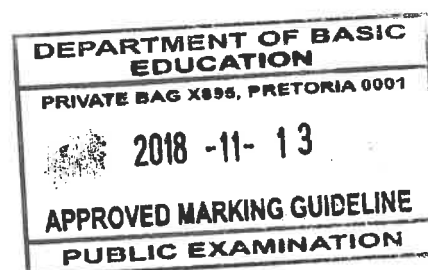 DEPARTMENT OF BASIC
EDUCATION
PRIVATE BAG X895, PRETORIA 0001
2018 -11- 13
APPROVED MARKING GUIDELINE
PUBLIC EXAMINATION